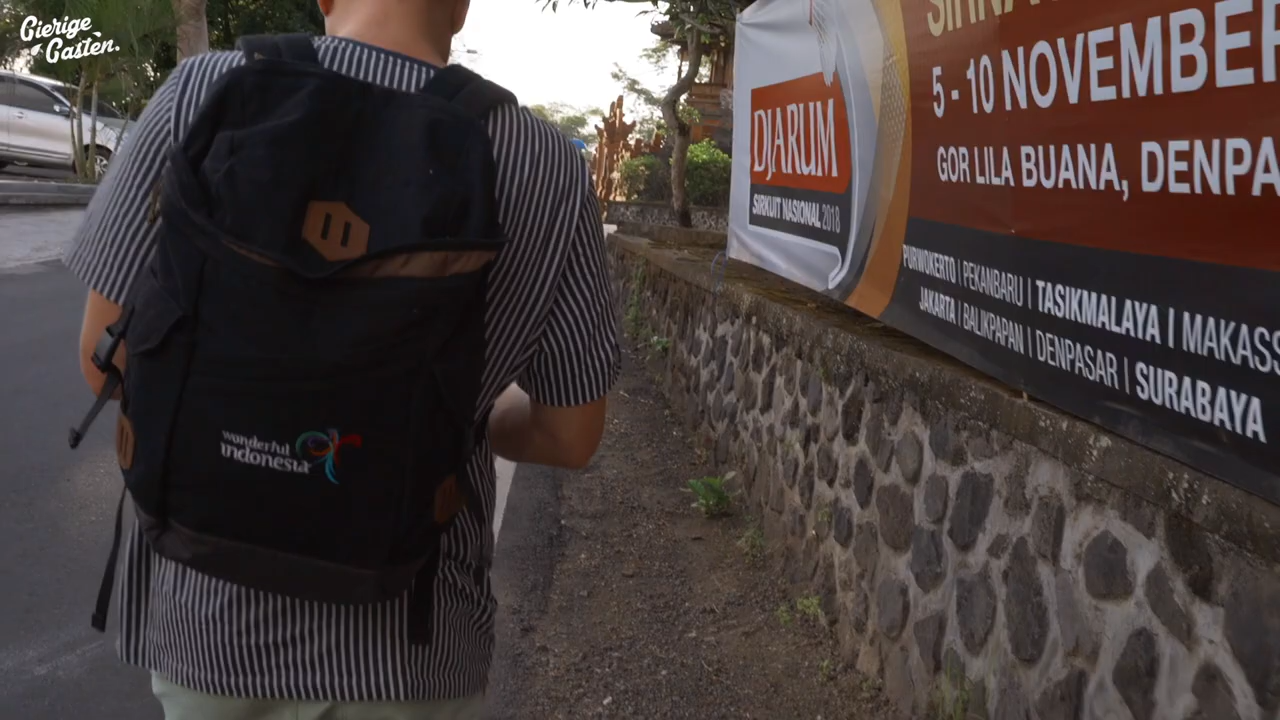 Gierige
Gasten.
5 - 10 NOVEMBER
GOR LILA BUANA, DENPA
DJARUM
SIRKUIT NASIONAL 2018
PURWOKERTO | PEKANBARU | TASIKMALAYA | MAKASS
JAKARTA | BALIKPAPAN | DENPASAR | SURABAYA
wonderful
indonesia